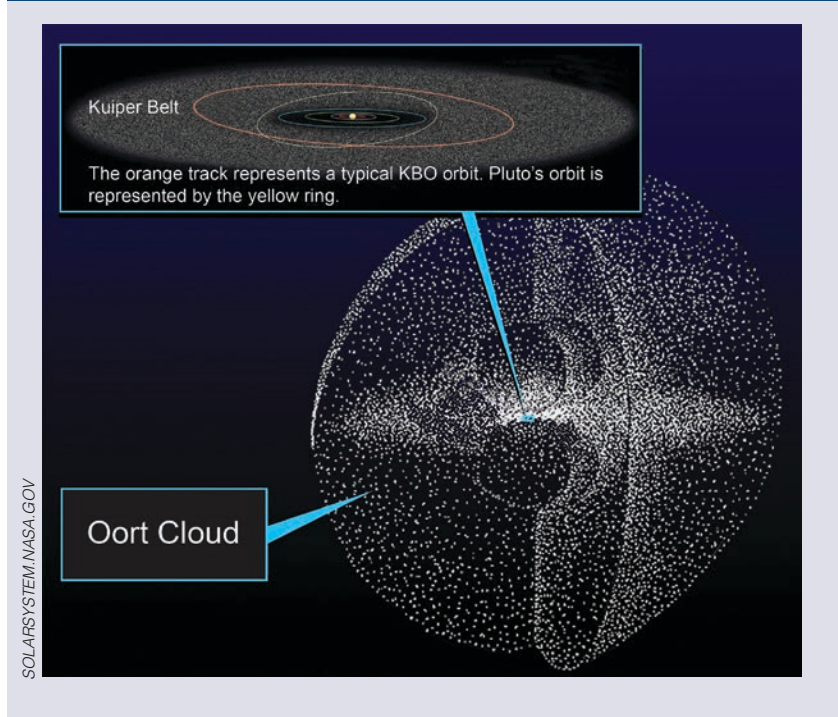 Kuiper Belt
The orange track represents a typical KBO orbit. Pluto's orbit is
represented by the yellow ring.
Oort Cloud
SOLARSYSTEM.NASA.GOV